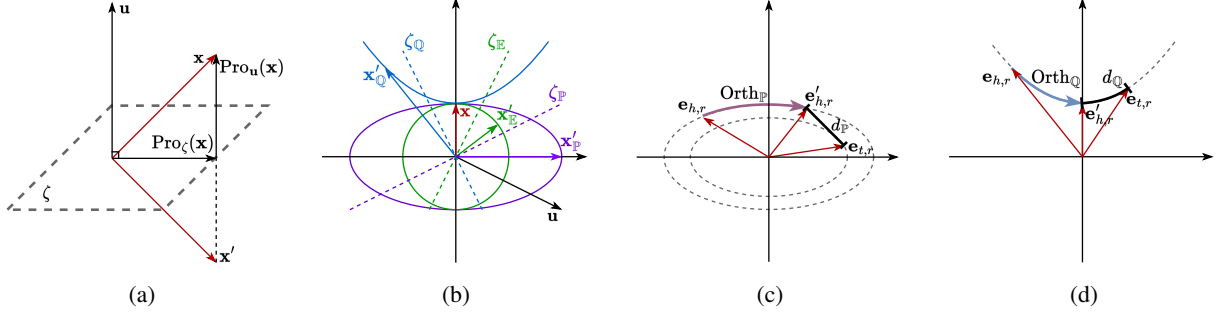 u
x
Pro_u(x)
Pro_ζ(x)
ζ
x′
(a)
ζ_ℚ
ζ_𝔼
x′_ℚ
ζ_ℙ
x
x′_𝔼
x′_ℙ
u
(b)
Orth_ℙ
e_{h,r}
e′_{h,r}
d_ℙ
e_{t,r}
(c)
e_{h,r}
Orth_ℚ
d_ℚ
e_{t,r}
e′_{h,r}
(d)